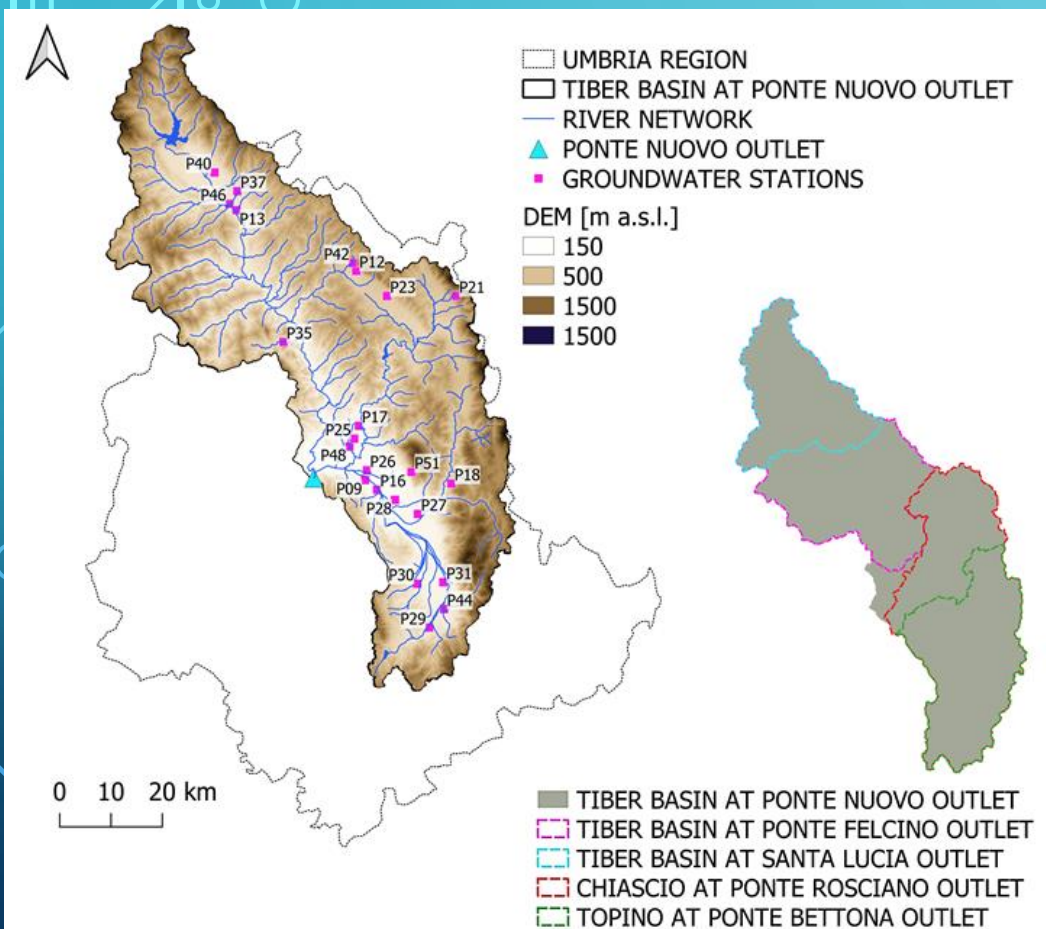 UMBRIA REGION
TIBER BASIN AT PONTE NUOVO OUTLET
RIVER NETWORK
PONTE NUOVO OUTLET
GROUNDWATER STATIONS
DEM [m a.s.l.]
150
500
1500
1500
P40
P37
P46
P13
P42
P12
P23
P21
P35
P17
P25
P48
P26
P51
P18
P09
P16
P28
P27
P30
P31
P44
P29
0 10 20 km
TIBER BASIN AT PONTE NUOVO OUTLET
TIBER BASIN AT PONTE FELCINO OUTLET
TIBER BASIN AT SANTA LUCIA OUTLET
CHIASCIO AT PONTE ROSCIANO OUTLET
TOPINO AT PONTE BETTONA OUTLET